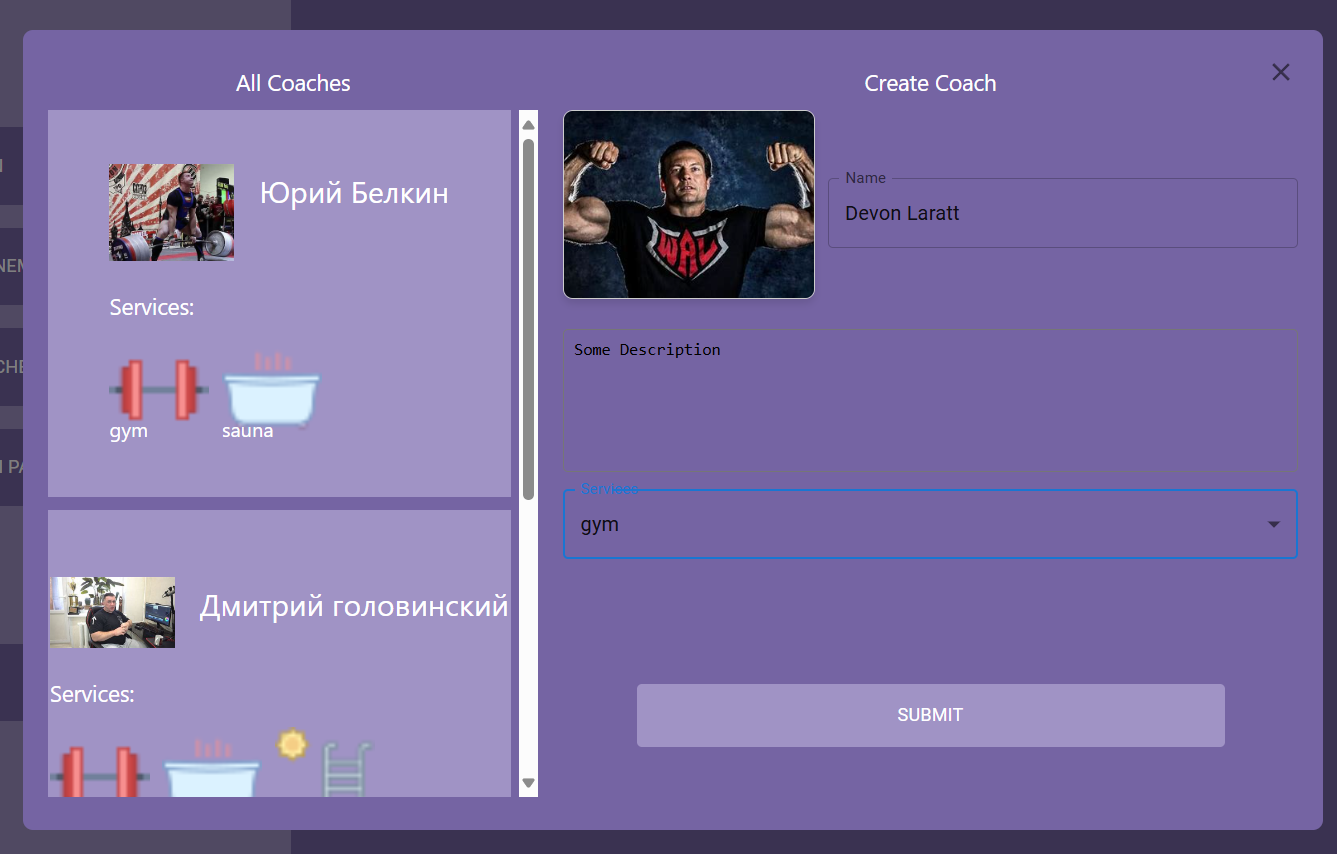 All Coaches
Юрий Белкин
Services:
gym
sauna
Дмитрий головинский
Services:
Create Coach
Name
Devon Laratt
WAL
Some Description
Services
gym
SUBMIT